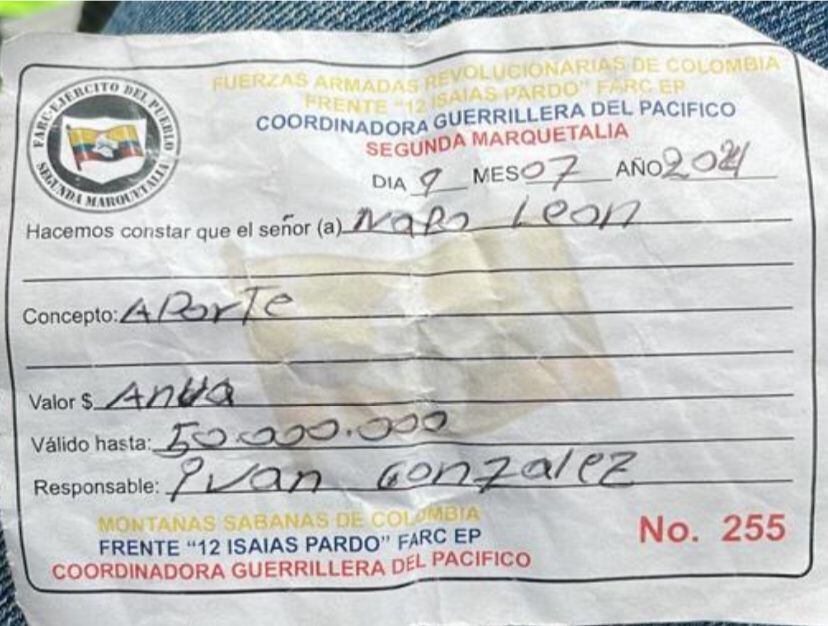 FARC-EJERCITO DEL PUEBLO
SEGUNDA MARQUETALIA
FUERZAS ARMADAS REVOLUCIONARIAS DE COLOMBIA
FRENTE "12 ISAIAS PARDO" FARC EP
COORDINADORA GUERRILLERA DEL PACIFICO
SEGUNDA MARQUETALIA
DIA 9 MES 07 AÑO 2024
Hacemos constar que el señor (a) NaPo Leon
Concepto: APorTe
Valor $ Anua
Válido hasta: 50.000.000
Responsable: Ivan Gonzalez
MONTAÑAS SABANAS DE COLOMBIA
FRENTE "12 ISAIAS PARDO" FARC EP
COORDINADORA GUERRILLERA DEL PACIFICO
No. 255